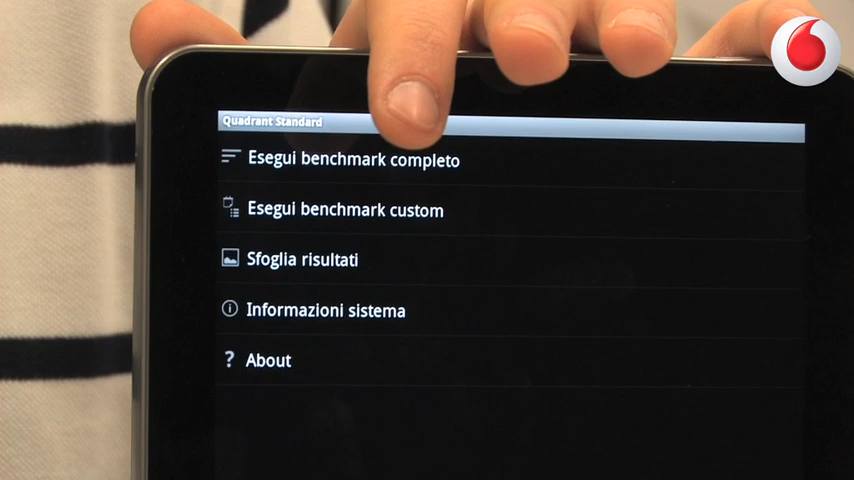 Quadrant Standard
Esegui benchmark completo
Esegui benchmark custom
Sfoglia risultati
Informazioni sistema
About